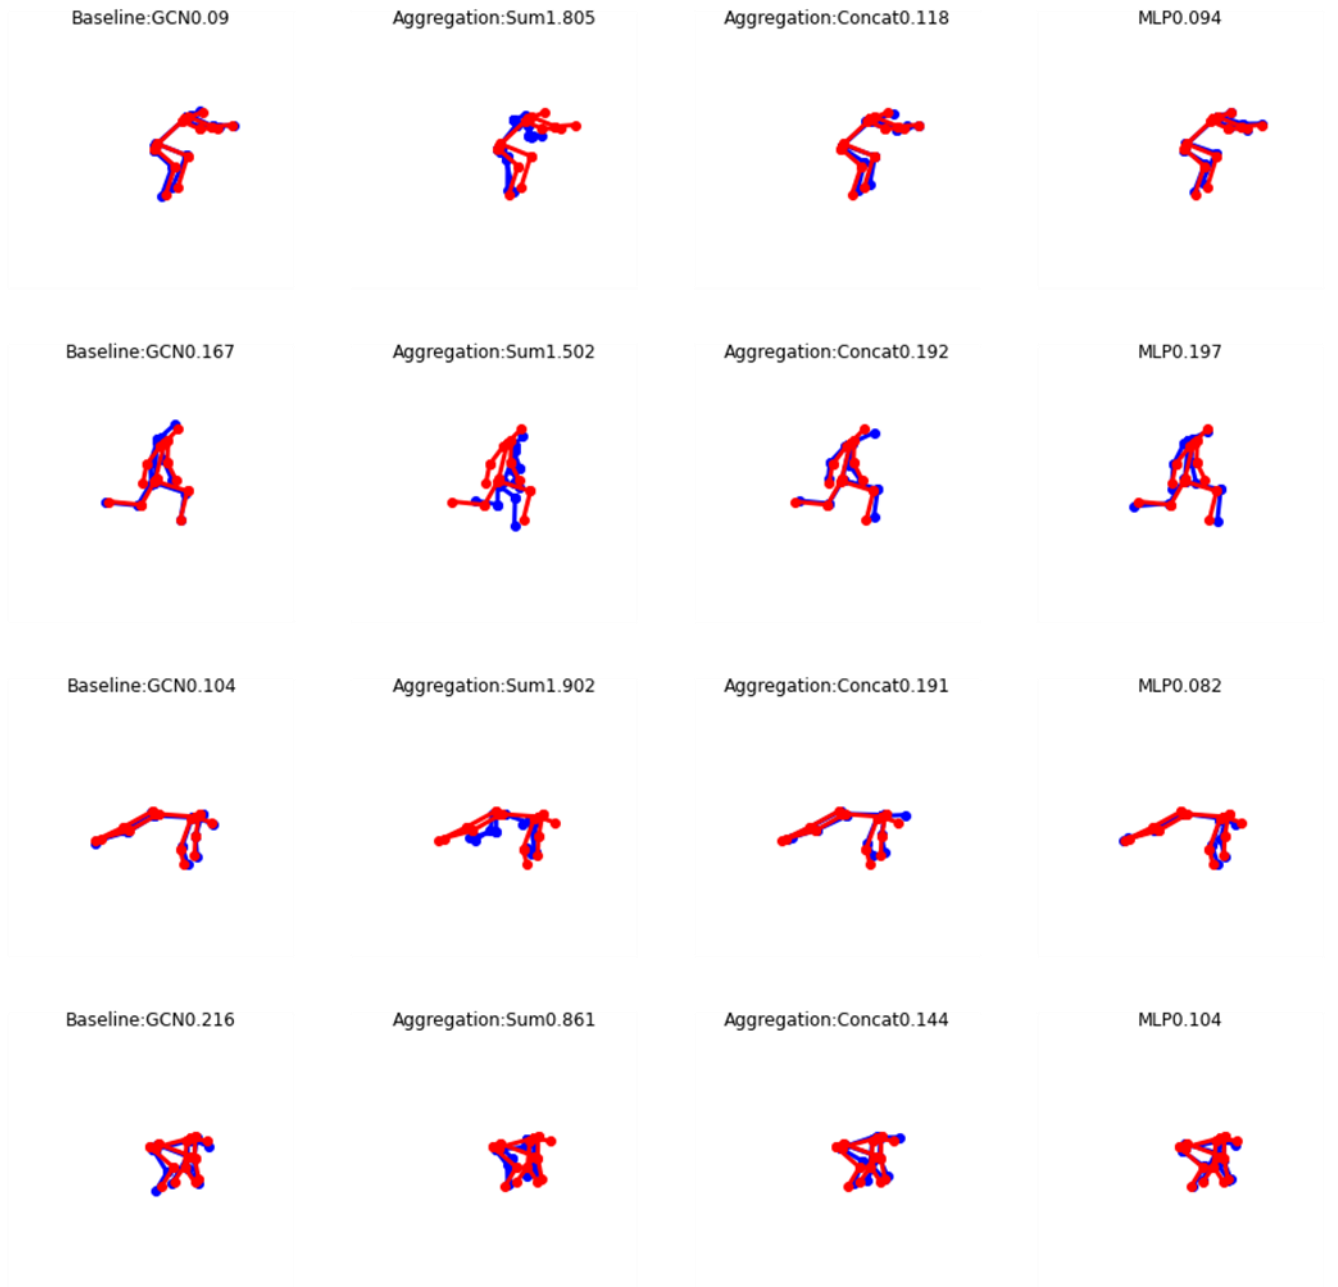 Baseline:GCN0.09 Aggregation:Sum1.805 Aggregation:Concat0.118 MLP0.094
Baseline:GCN0.167 Aggregation:Sum1.502 Aggregation:Concat0.192 MLP0.197
Baseline:GCN0.104 Aggregation:Sum1.902 Aggregation:Concat0.191 MLP0.082
Baseline:GCN0.216 Aggregation:Sum0.861 Aggregation:Concat0.144 MLP0.104